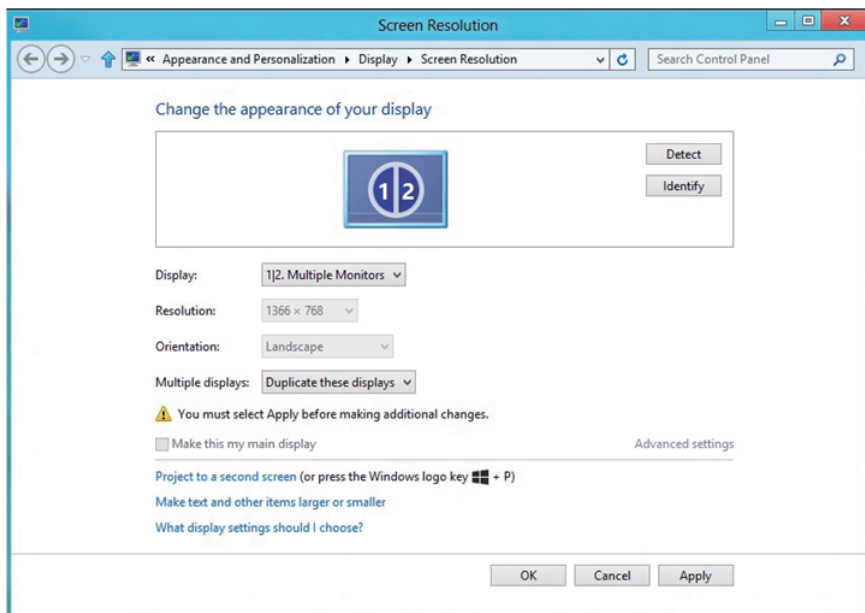 Screen Resolution
« Appearance and Personalization Display Screen Resolution
Search Control Panel
Change the appearance of your display
1 2
Detect
Identify
Display: 1|2. Multiple Monitors
Resolution: 1366 × 768
Orientation: Landscape
Multiple displays: Duplicate these displays
You must select Apply before making additional changes.
Make this my main display
Advanced settings
Project to a second screen (or press the Windows logo key + P)
Make text and other items larger or smaller
What display settings should I choose?
OK Cancel Apply